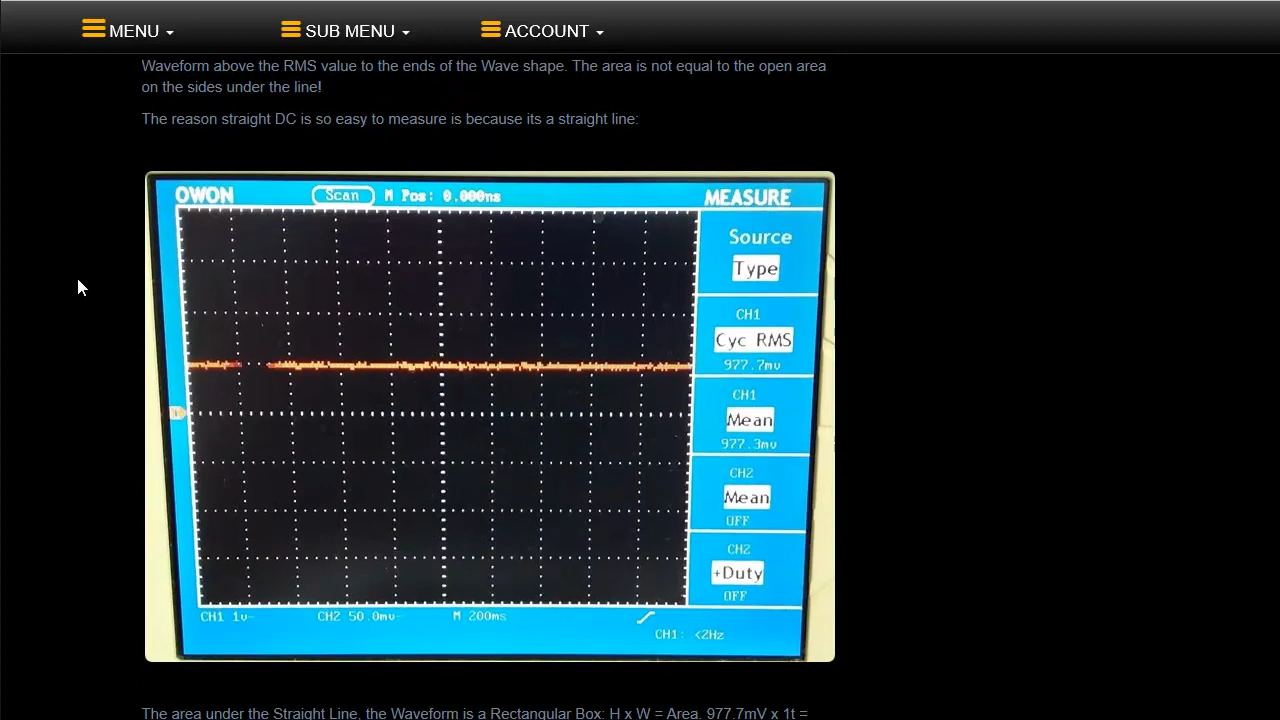 MENU
SUB MENU
ACCOUNT
Waveform above the RMS value to the ends of the Wave shape. The area is not equal to the open area
on the sides under the line!
The reason straight DC is so easy to measure is because its a straight line:
OWON
Scan
M Pos: 0.000ns
MEASURE
Source
Type
CH1
Cyc RMS
977.7mv
CH1
Mean
977.3mv
CH2
Mean
OFF
CH2
+Duty
OFF
CH1 1v-
CH2 50.0mv-
M 200ms
CH1: <2Hz
The area under the Straight Line, the Waveform is a Rectangular Box: H x W = Area. 977.7mV x 1t =